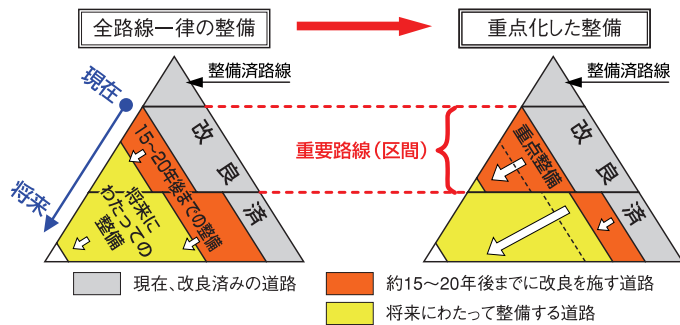 全路線一律の整備
重点化した整備
整備済路線
整備済路線
現在
将来
改良済
15〜20年後までの整備
将来に
わたっての
整備
重要路線(区間)
改良済
重点整備
現在、改良済みの道路
約15〜20年後までに改良を施す道路
将来にわたって整備する道路